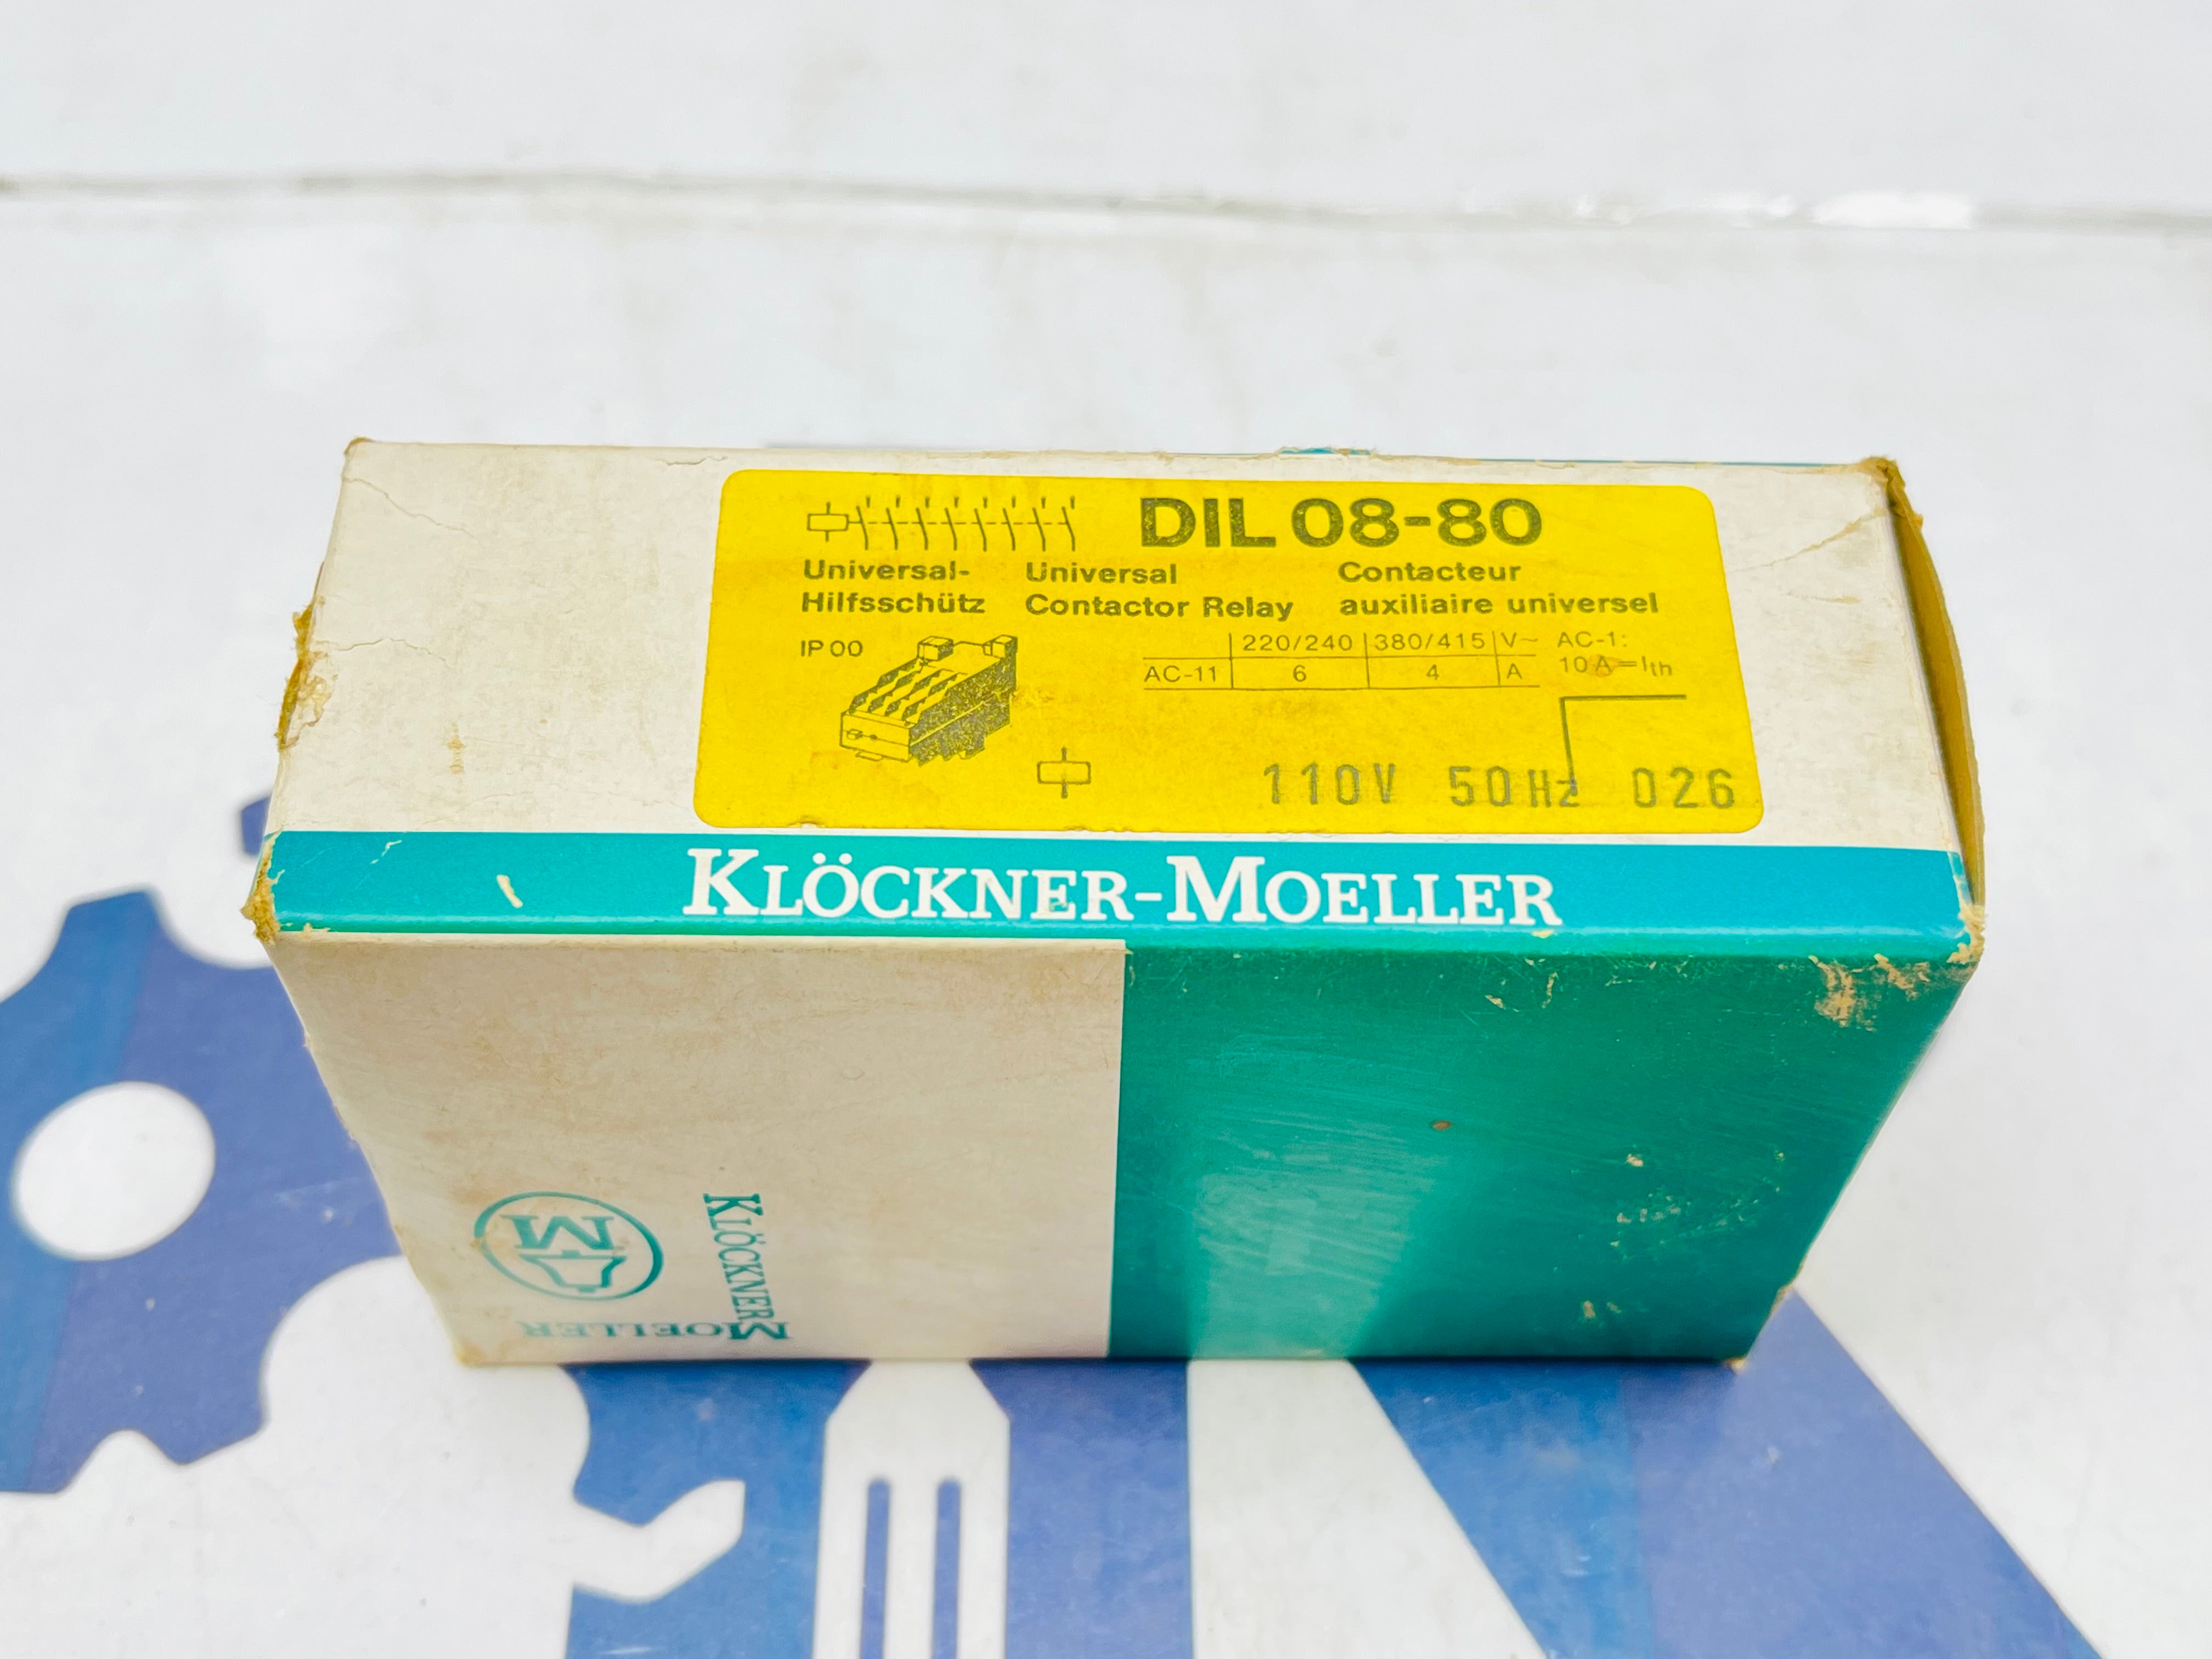 DIL 08-80
Universal- Universal Contacteur
Hilfsschütz Contactor Relay auxiliaire universel
IP 00
220/240 380/415 V~ AC-1:
AC-11 6 4 A 10 A=Ith
110V 50Hz 026
KLÖCKNER-MOELLER
M
KLÖCKNER
MOELLER